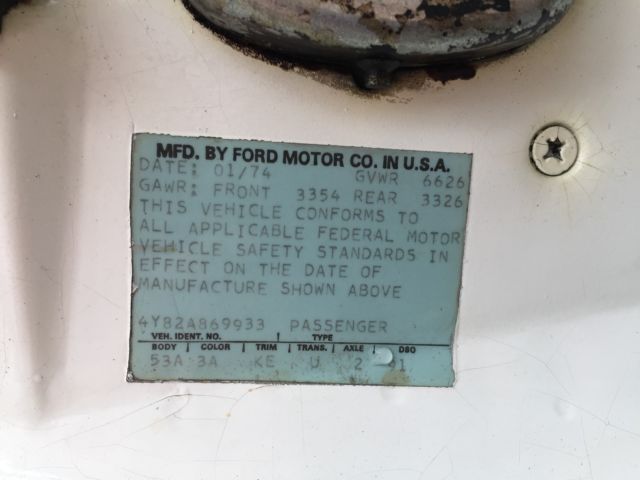 MFD. BY FORD MOTOR CO. IN U.S.A.
DATE: 01/74 GVWR 6626
GAWR: FRONT 3354 REAR 3326
THIS VEHICLE CONFORMS TO
ALL APPLICABLE FEDERAL MOTOR
VEHICLE SAFETY STANDARDS IN
EFFECT ON THE DATE OF
MANUFACTURE SHOWN ABOVE
4Y82A869933 PASSENGER
VEH. IDENT. NO. TYPE
BODY | COLOR | TRIM | TRANS. | AXLE | DSO
53A 3A KE U 2